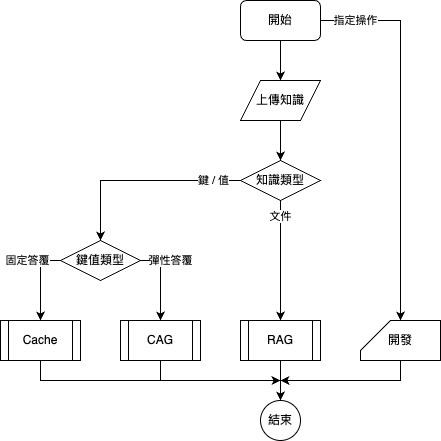 開始
指定操作
上傳知識
知識類型
鍵 / 值
文件
鍵值類型
固定答覆
彈性答覆
Cache
CAG
RAG
開發
結束